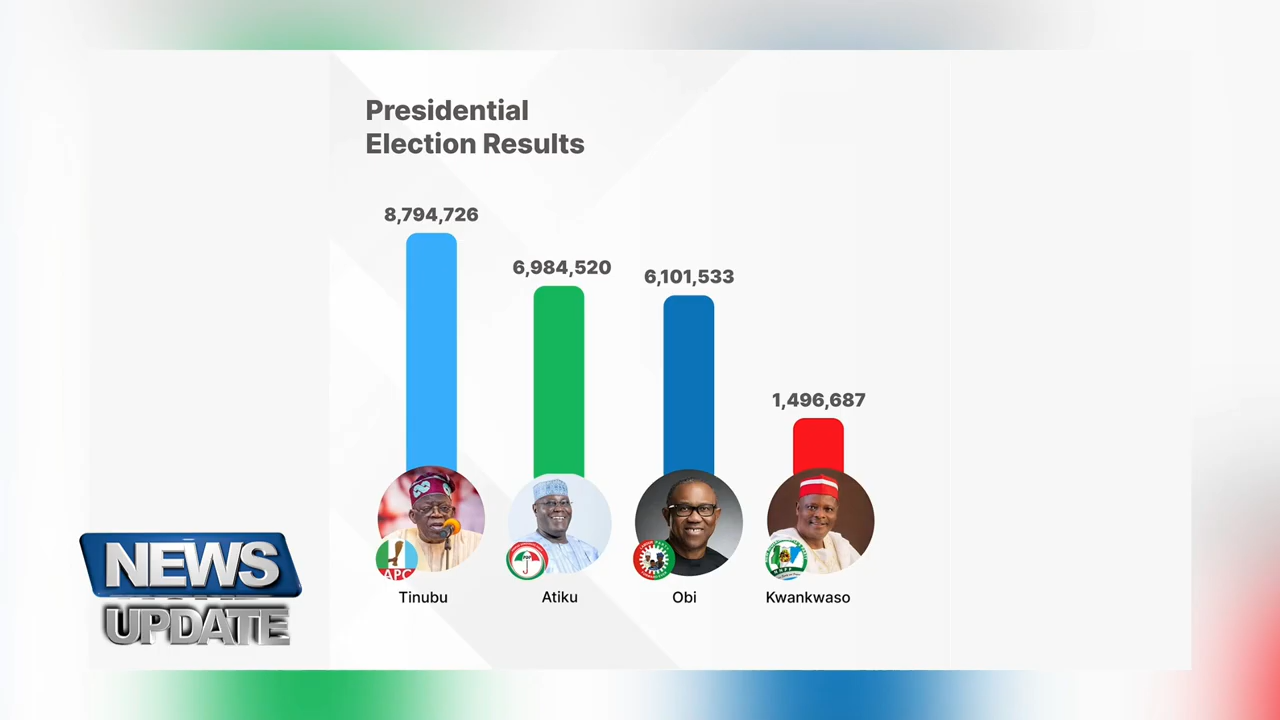 Presidential
Election Results
8,794,726
6,984,520
6,101,533
1,496,687
APC
Tinubu
Atiku
Obi
Kwankwaso
NEWS
UPDATE